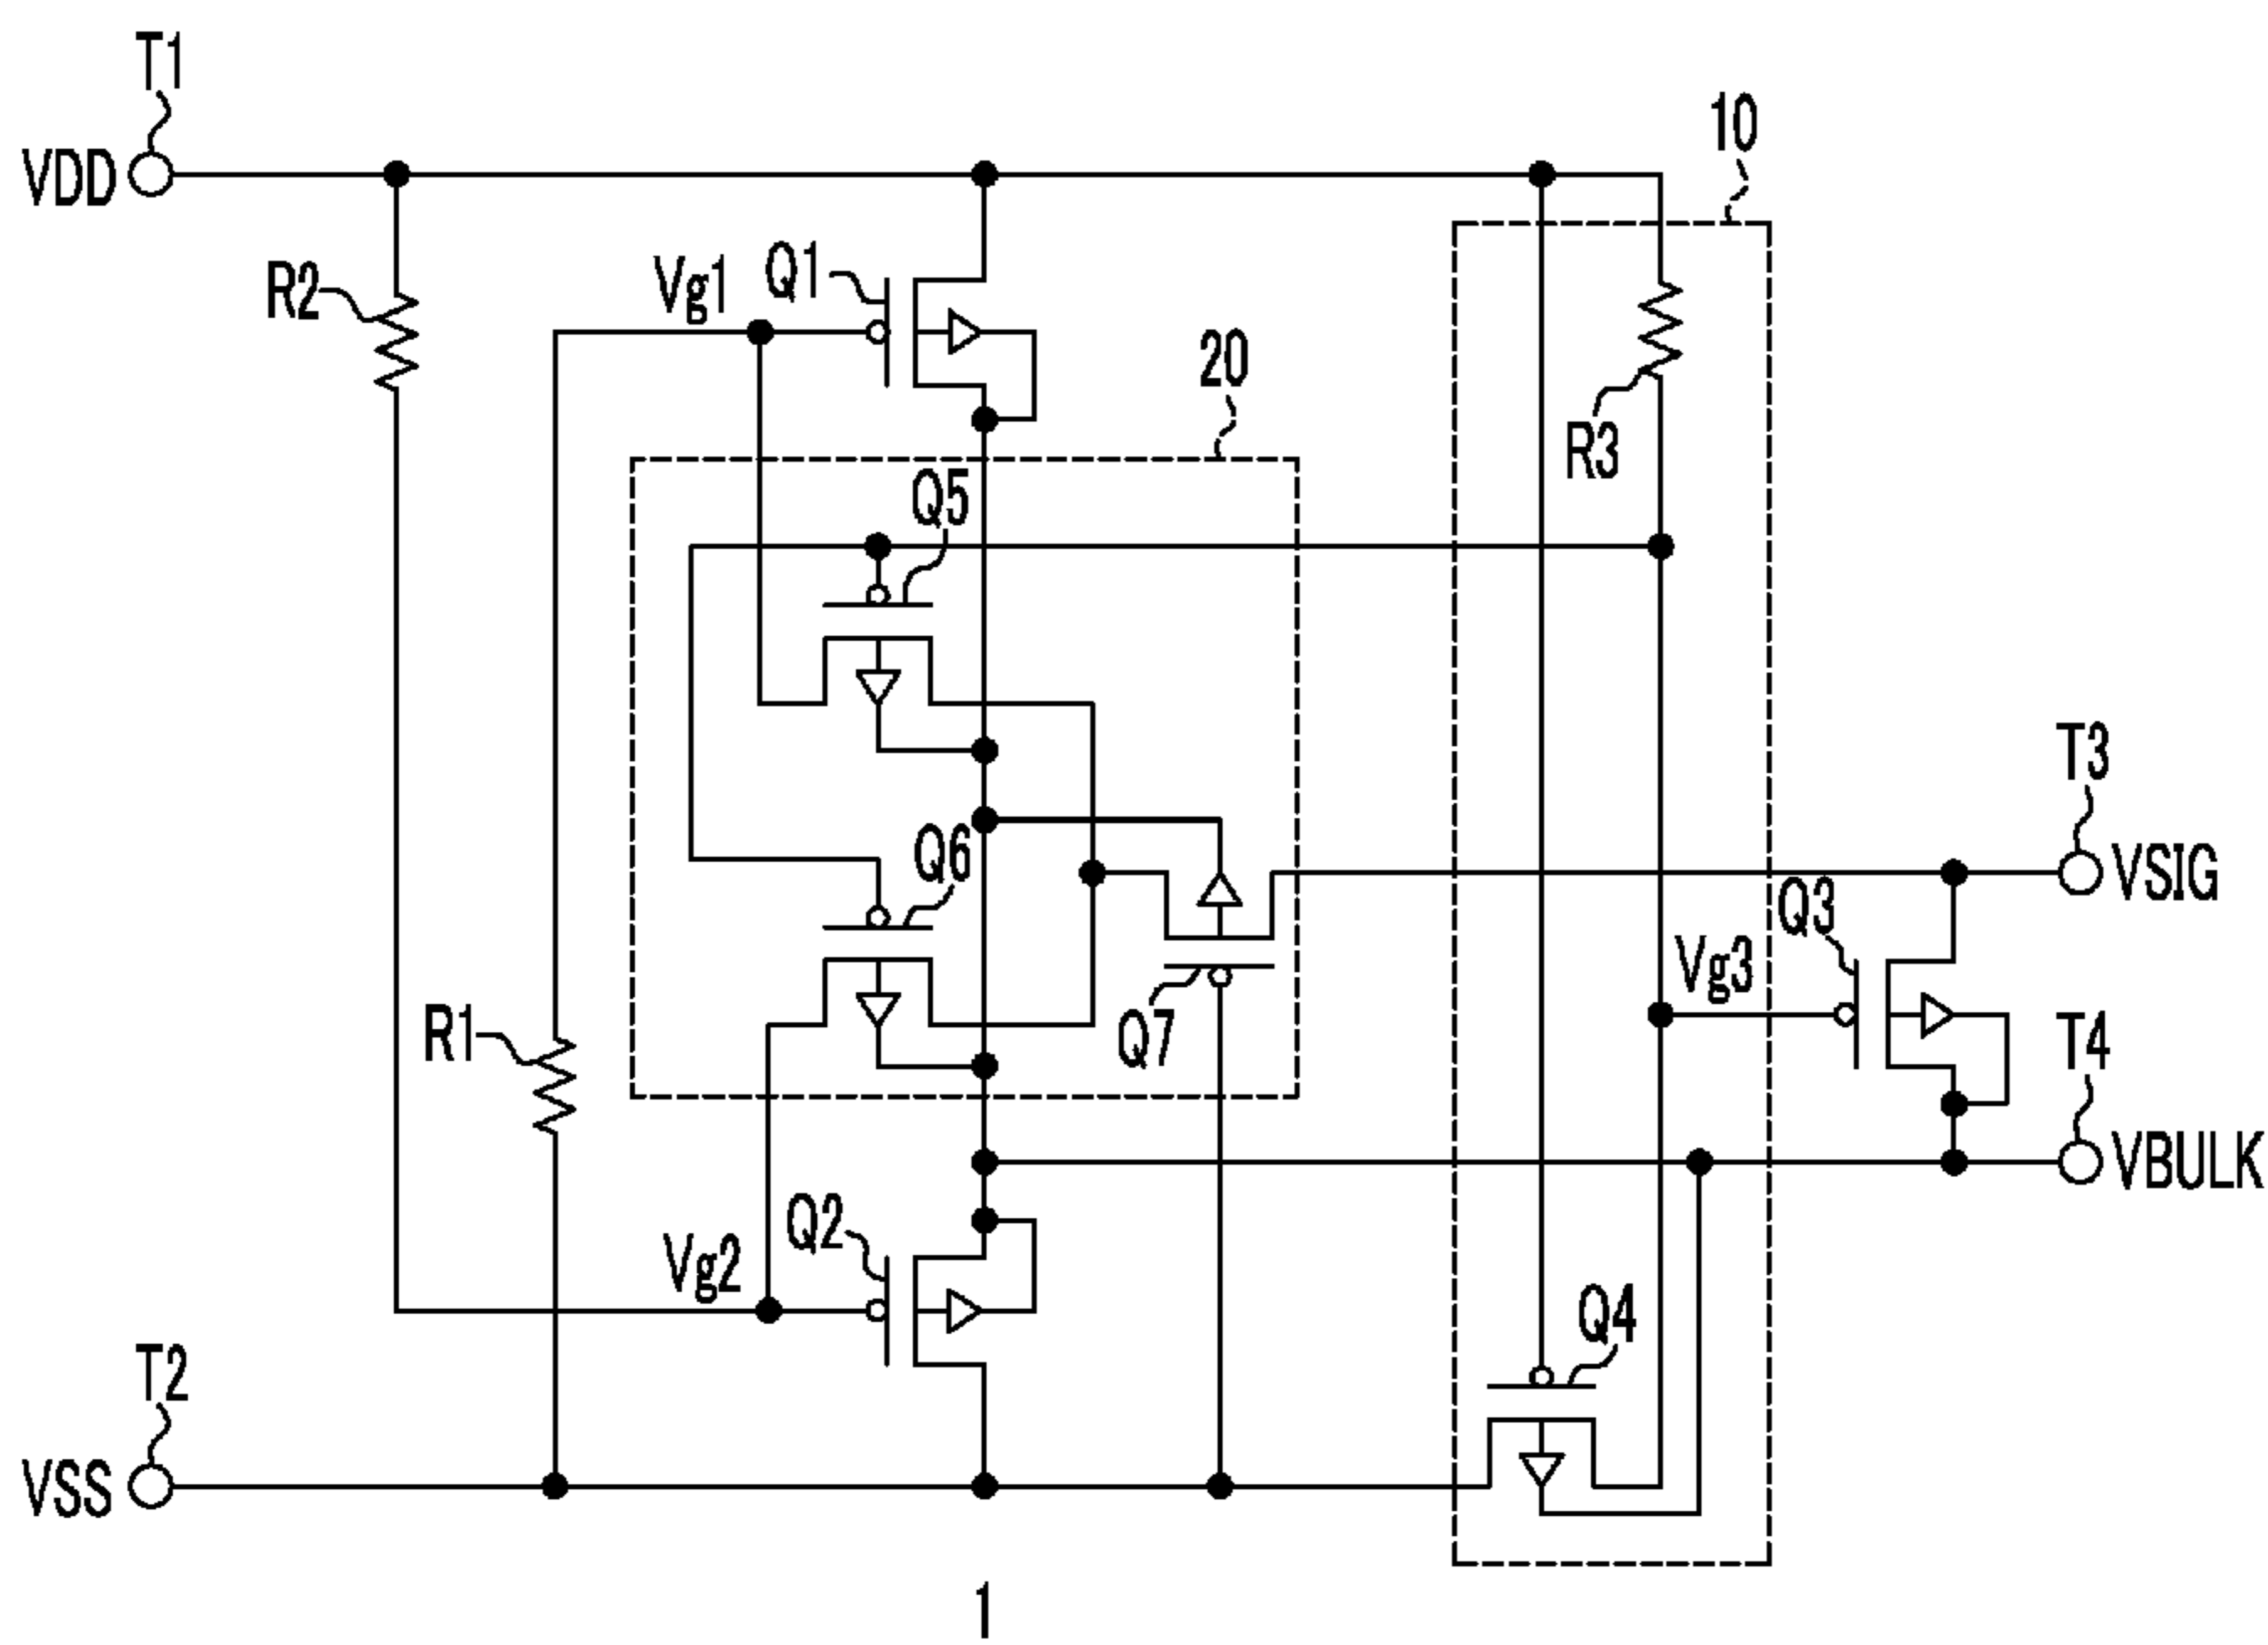 T1
10
VDD
Q1
Vg1
R2
20
R3
Q5
T3
Q6
VSIG
Q3
Vg3
R1
Q7
T4
VBULK
Q2
Vg2
Q4
T2
VSS
1